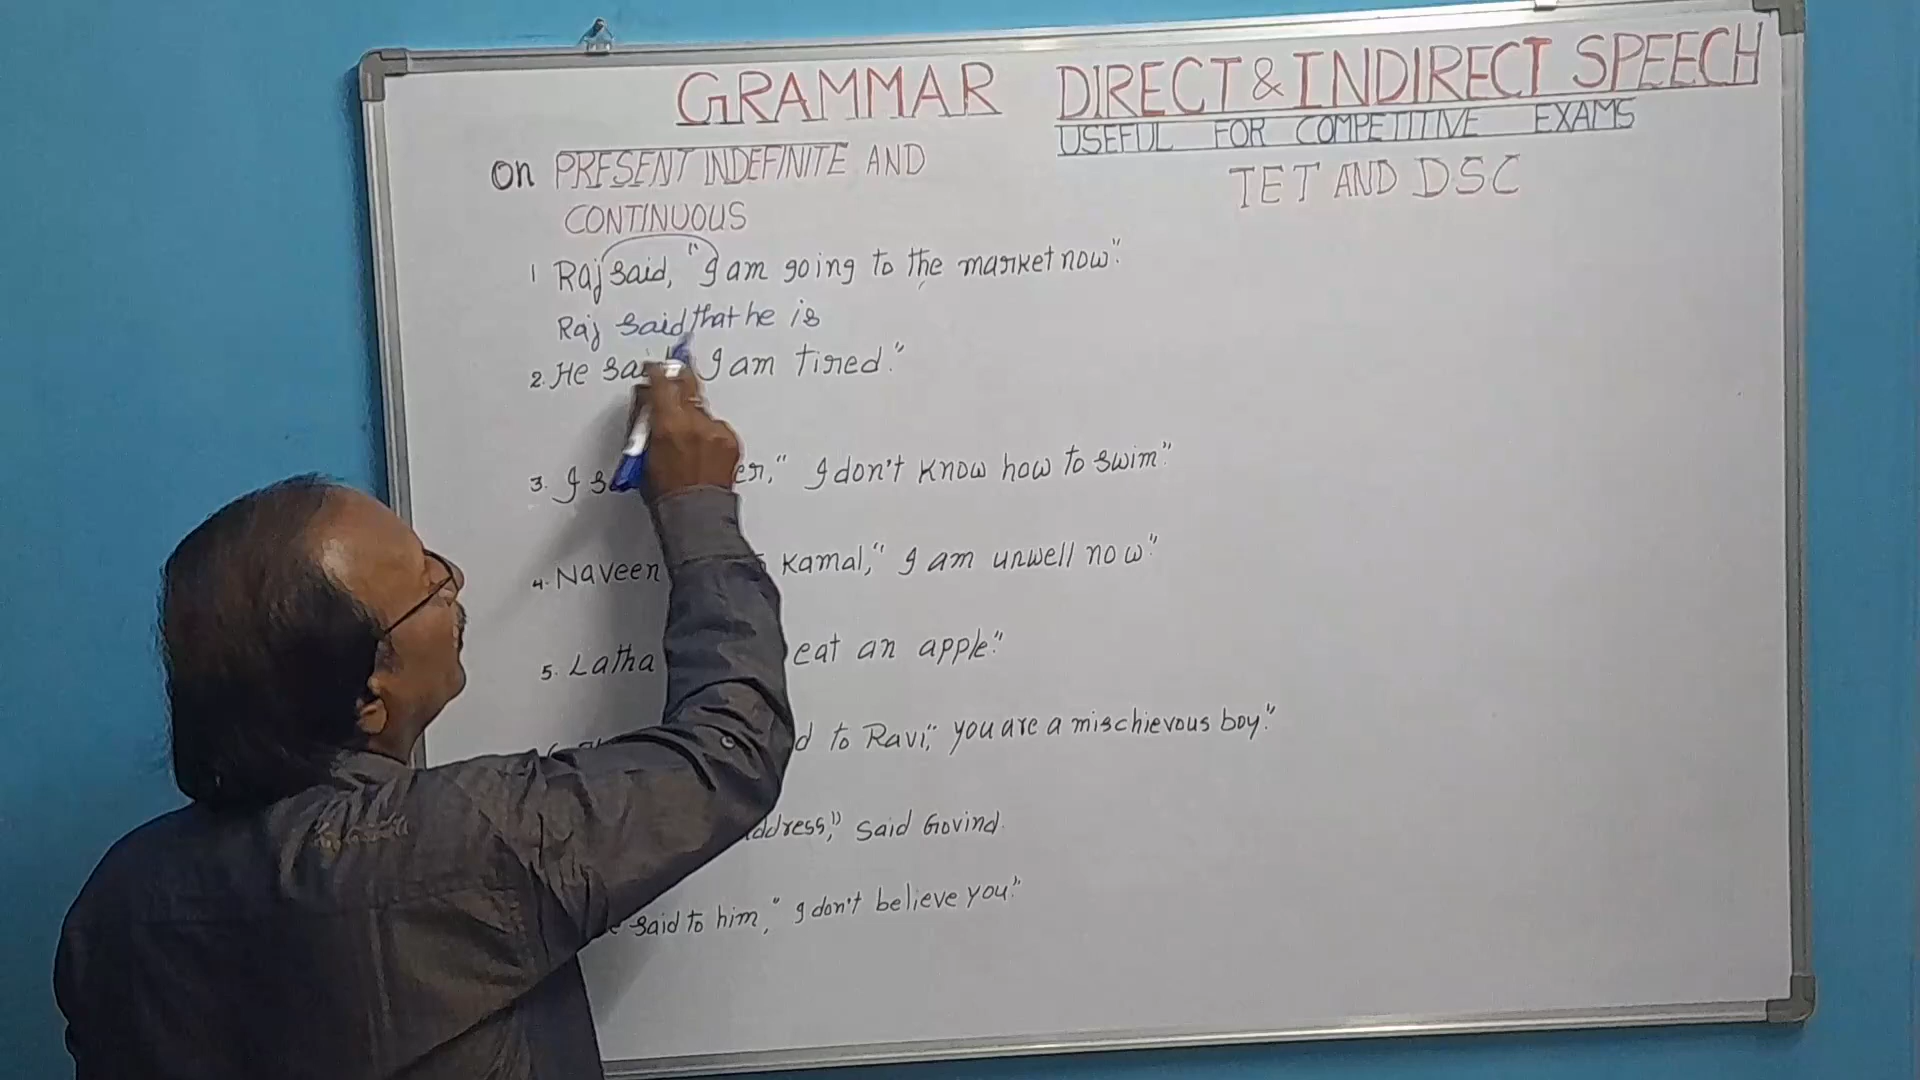 GRAMMAR DIRECT & INDIRECT SPEECH
USEFUL FOR COMPETITIVE EXAMS
TET AND DSC
on PRESENT INDEFINITE AND
CONTINUOUS
1 Raj said, "I am going to the market now".
Raj said that he is
2. He I am tired."
3. I I don't know how to swim."
4. Naveen Kamal," I am unwell now."
5. Latha eat an apple."
to Ravi," you are a mischievous boy."
said Govind.
said to him," I don't believe you."